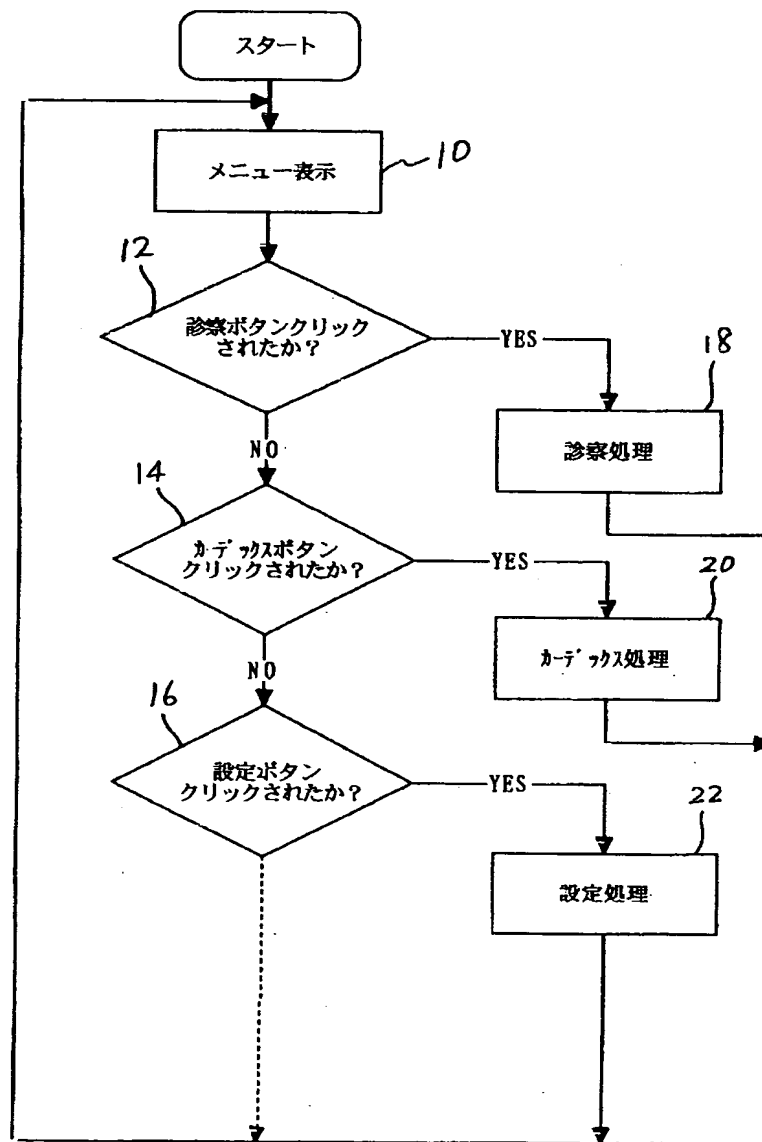 スタート
メニュー表示
10
12
診察ボタンクリック
されたか？
YES
18
診察処理
NO
14
ｶｰﾃﾞｯｸｽボタン
クリックされたか？
YES
20
ｶｰﾃﾞｯｸｽ処理
NO
16
設定ボタン
クリックされたか？
YES
22
設定処理